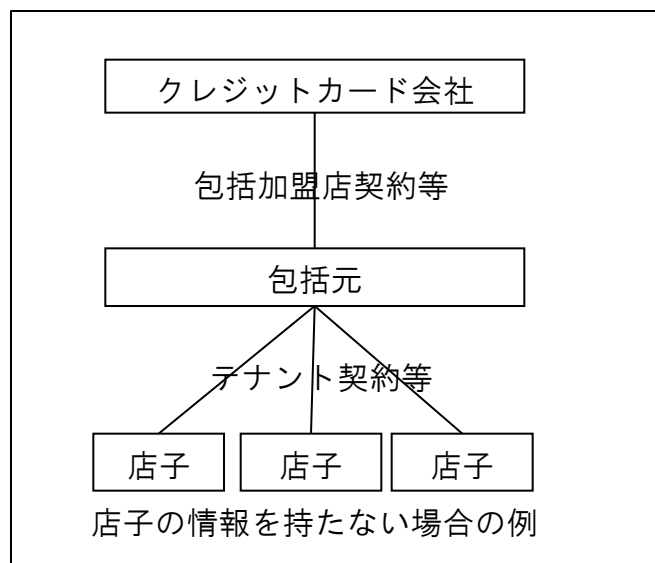 クレジットカード会社
包括加盟店契約等
包括元
テナント契約等
店子 店子 店子
店子の情報を持たない場合の例